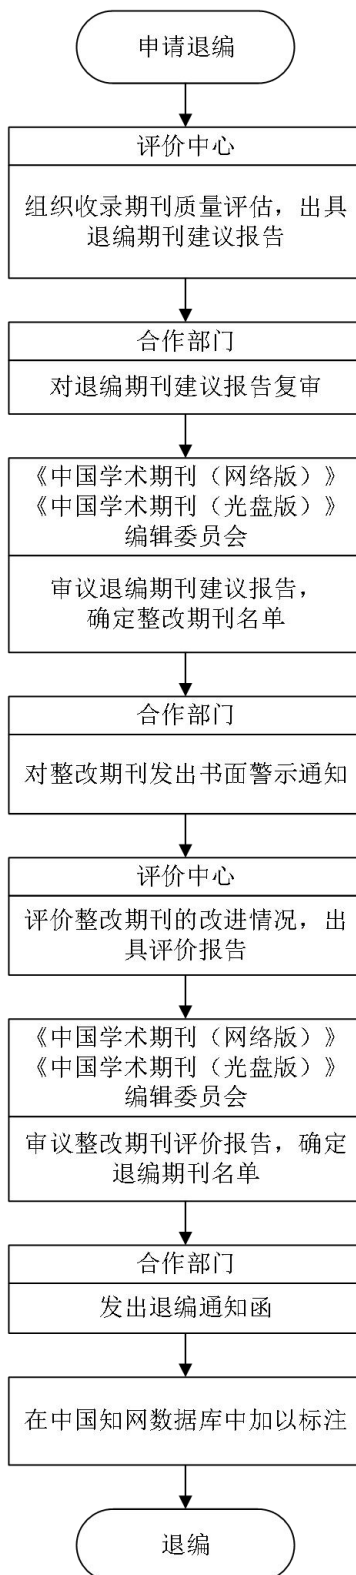 申请退编
评价中心
组织收录期刊质量评估，出具
退编期刊建议报告
合作部门
对退编期刊建议报告复审
《中国学术期刊（网络版）》
《中国学术期刊（光盘版）》
编辑委员会
审议退编期刊建议报告，
确定整改期刊名单
合作部门
对整改期刊发出书面警示通知
评价中心
评价整改期刊的改进情况，出
具评价报告
《中国学术期刊（网络版）》
《中国学术期刊（光盘版）》
编辑委员会
审议整改期刊评价报告，确定
退编期刊名单
合作部门
发出退编通知函
在中国知网数据库中加以标注
退编